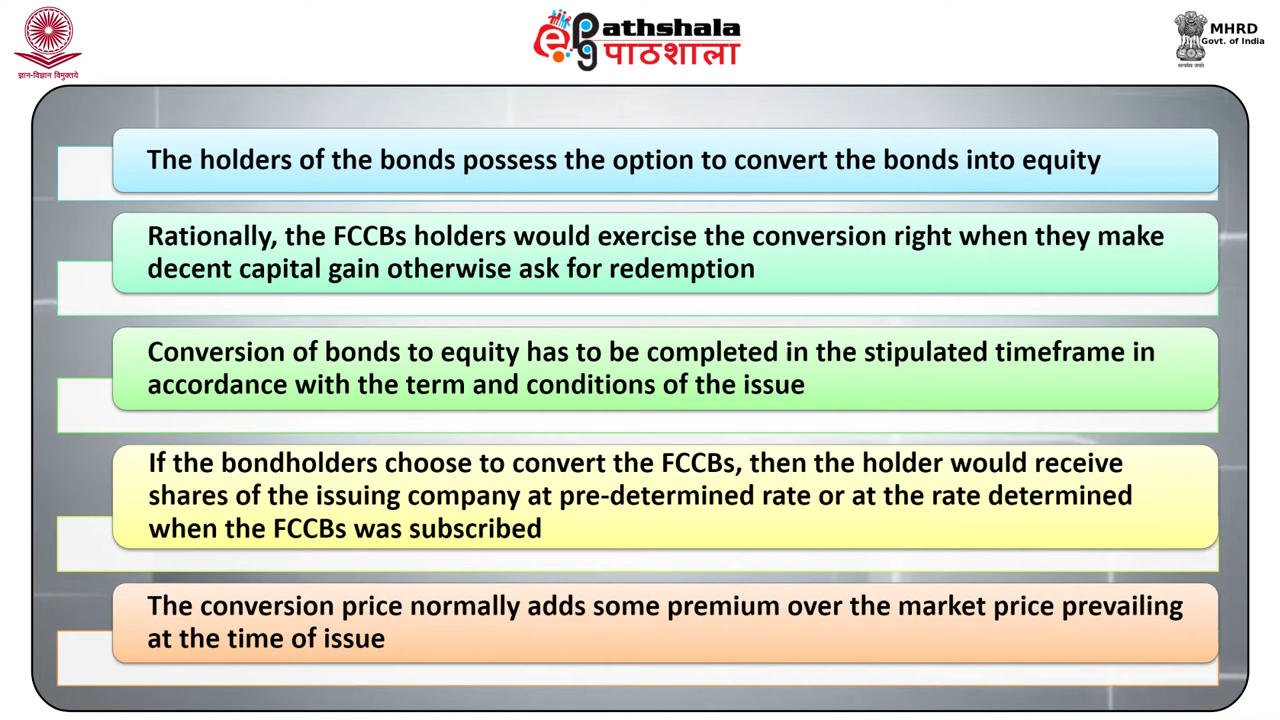 ज्ञान-विज्ञान विमुक्तये
ePG athshala
पाठशाला
MHRD
Govt. of India
सत्यमेव जयते
The holders of the bonds possess the option to convert the bonds into equity
Rationally, the FCCBs holders would exercise the conversion right when they make
decent capital gain otherwise ask for redemption
Conversion of bonds to equity has to be completed in the stipulated timeframe in
accordance with the term and conditions of the issue
If the bondholders choose to convert the FCCBs, then the holder would receive
shares of the issuing company at pre-determined rate or at the rate determined
when the FCCBs was subscribed
The conversion price normally adds some premium over the market price prevailing
at the time of issue